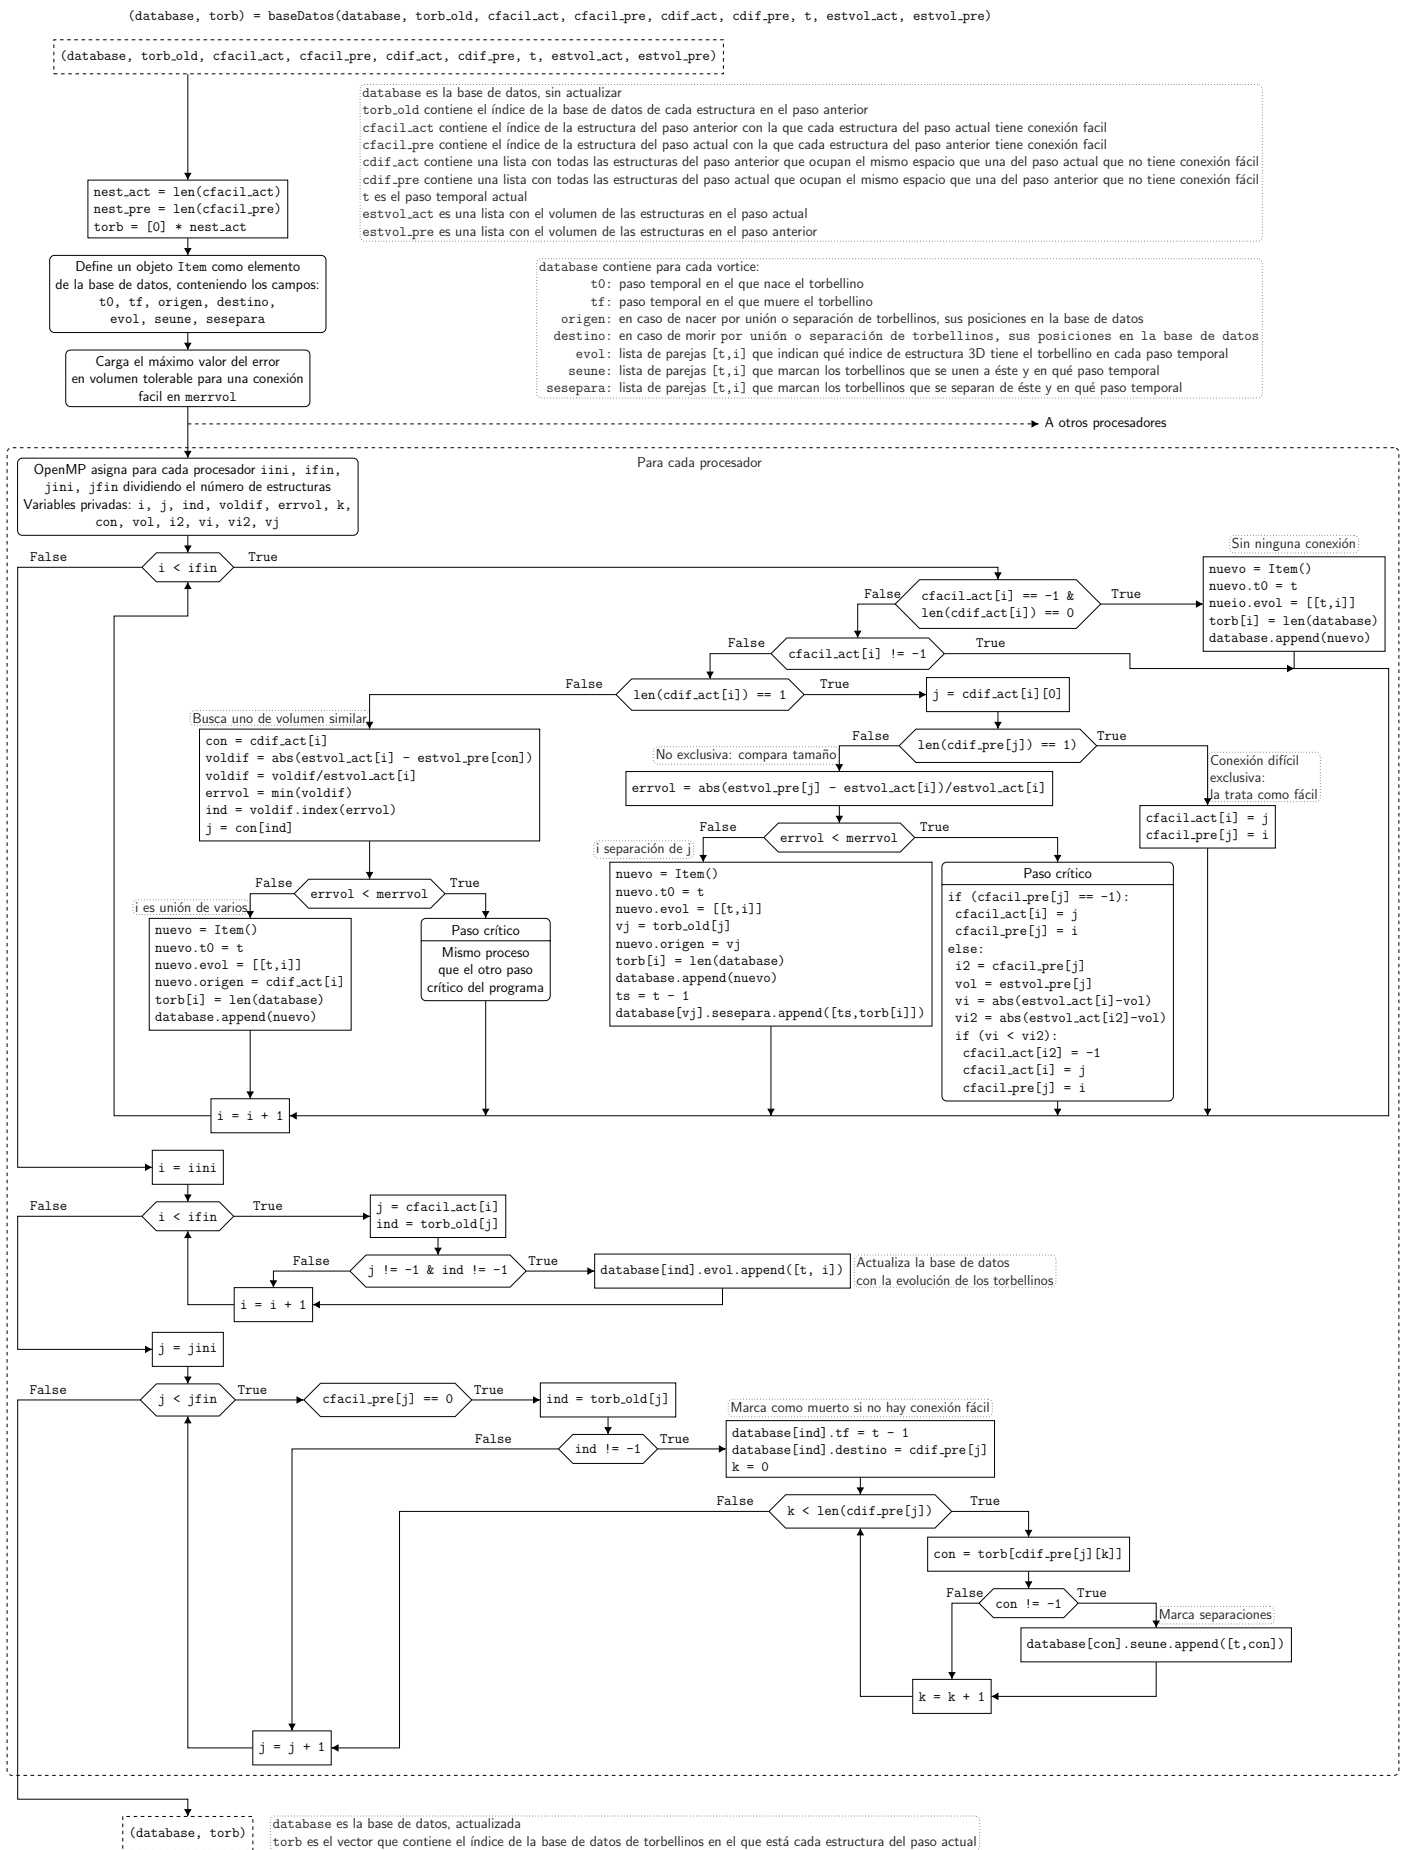 (database, torb) = baseDatos(database, torb_old, cfacil_act, cfacil_pre, cdif_act, cdif_pre, t, estvol_act, estvol_pre)
(database, torb_old, cfacil_act, cfacil_pre, cdif_act, cdif_pre, t, estvol_act, estvol_pre)
database es la base de datos, sin actualizar
torb_old contiene el índice de la base de datos de cada estructura en el paso anterior
cfacil_act contiene el índice de la estructura del paso anterior con la que cada estructura del paso actual tiene conexión facil
cfacil_pre contiene el índice de la estructura del paso actual con la que cada estructura del paso anterior tiene conexión facil
cdif_act contiene una lista con todas las estructuras del paso anterior que ocupan el mismo espacio que una del paso actual que no tiene conexión fácil
cdif_pre contiene una lista con todas las estructuras del paso actual que ocupan el mismo espacio que una del paso anterior que no tiene conexión fácil
t es el paso temporal actual
estvol_act es una lista con el volumen de las estructuras en el paso actual
estvol_pre es una lista con el volumen de las estructuras en el paso anterior
nest_act = len(cfacil_act)
nest_pre = len(cfacil_pre)
torb = [0] * nest_act
Define un objeto Item como elemento
de la base de datos, conteniendo los campos:
t0, tf, origen, destino,
evol, seune, sesepara
database contiene para cada vortice:
t0: paso temporal en el que nace el torbellino
tf: paso temporal en el que muere el torbellino
origen: en caso de nacer por unión o separación de torbellinos, sus posiciones en la base de datos
destino: en caso de morir por unión o separación de torbellinos, sus posiciones en la base de datos
evol: lista de parejas [t,i] que indican qué indice de estructura 3D tiene el torbellino en cada paso temporal
seune: lista de parejas [t,i] que marcan los torbellinos que se unen a éste y en qué paso temporal
sesepara: lista de parejas [t,i] que marcan los torbellinos que se separan de éste y en qué paso temporal
Carga el máximo valor del error
en volumen tolerable para una conexión
facil en merrvol
A otros procesadores
Para cada procesador
OpenMP asigna para cada procesador iini, ifin,
jini, jfin dividiendo el número de estructuras
Variables privadas: i, j, ind, voldif, errvol, k,
con, vol, i2, vi, vi2, vj
False
i < ifin
True
Sin ninguna conexión
nuevo = Item()
nuevo.t0 = t
nueio.evol = [[t,i]]
torb[i] = len(database)
database.append(nuevo)
False
cfacil_act[i] == -1 &
len(cdif_act[i]) == 0
True
False
cfacil_act[i] != -1
True
False
len(cdif_act[i]) == 1
True
j = cdif_act[i][0]
Busca uno de volumen similar
con = cdif_act[i]
voldif = abs(estvol_act[i] - estvol_pre[con])
voldif = voldif/estvol_act[i]
errvol = min(voldif)
ind = voldif.index(errvol)
j = con[ind]
False
len(cdif_pre[j]) == 1)
True
No exclusiva: compara tamaño
errvol = abs(estvol_pre[j] - estvol_act[i])/estvol_act[i]
Conexión difícil
exclusiva:
la trata como fácil
cfacil_act[i] = j
cfacil_pre[j] = i
False
errvol < merrvol
True
i separación de j
nuevo = Item()
nuevo.t0 = t
nuevo.evol = [[t,i]]
vj = torb_old[j]
nuevo.origen = vj
torb[i] = len(database)
database.append(nuevo)
ts = t - 1
database[vj].sesepara.append([ts,torb[i]])
Paso crítico
if (cfacil_pre[j] == -1):
cfacil_act[i] = j
cfacil_pre[j] = i
else:
i2 = cfacil_pre[j]
vol = estvol_pre[j]
vi = abs(estvol_act[i]-vol)
vi2 = abs(estvol_act[i2]-vol)
if (vi < vi2):
cfacil_act[i2] = -1
cfacil_act[i] = j
cfacil_pre[j] = i
False
errvol < merrvol
True
i es unión de varios
nuevo = Item()
nuevo.t0 = t
nuevo.evol = [[t,i]]
nuevo.origen = cdif_act[i]
torb[i] = len(database)
database.append(nuevo)
Paso crítico
Mismo proceso
que el otro paso
crítico del programa
i = i + 1
i = iini
False
i < ifin
True
j = cfacil_act[i]
ind = torb_old[j]
False
j != -1 & ind != -1
True
database[ind].evol.append([t, i])
Actualiza la base de datos
con la evolución de los torbellinos
i = i + 1
j = jini
False
j < jfin
True
cfacil_pre[j] == 0
True
ind = torb_old[j]
Marca como muerto si no hay conexión fácil
False
ind != -1
True
database[ind].tf = t - 1
database[ind].destino = cdif_pre[j]
k = 0
False
k < len(cdif_pre[j])
True
con = torb[cdif_pre[j][k]]
False
con != -1
True
Marca separaciones
database[con].seune.append([t,con])
k = k + 1
j = j + 1
(database, torb)
database es la base de datos, actualizada
torb es el vector que contiene el índice de la base de datos de torbellinos en el que está cada estructura del paso actual